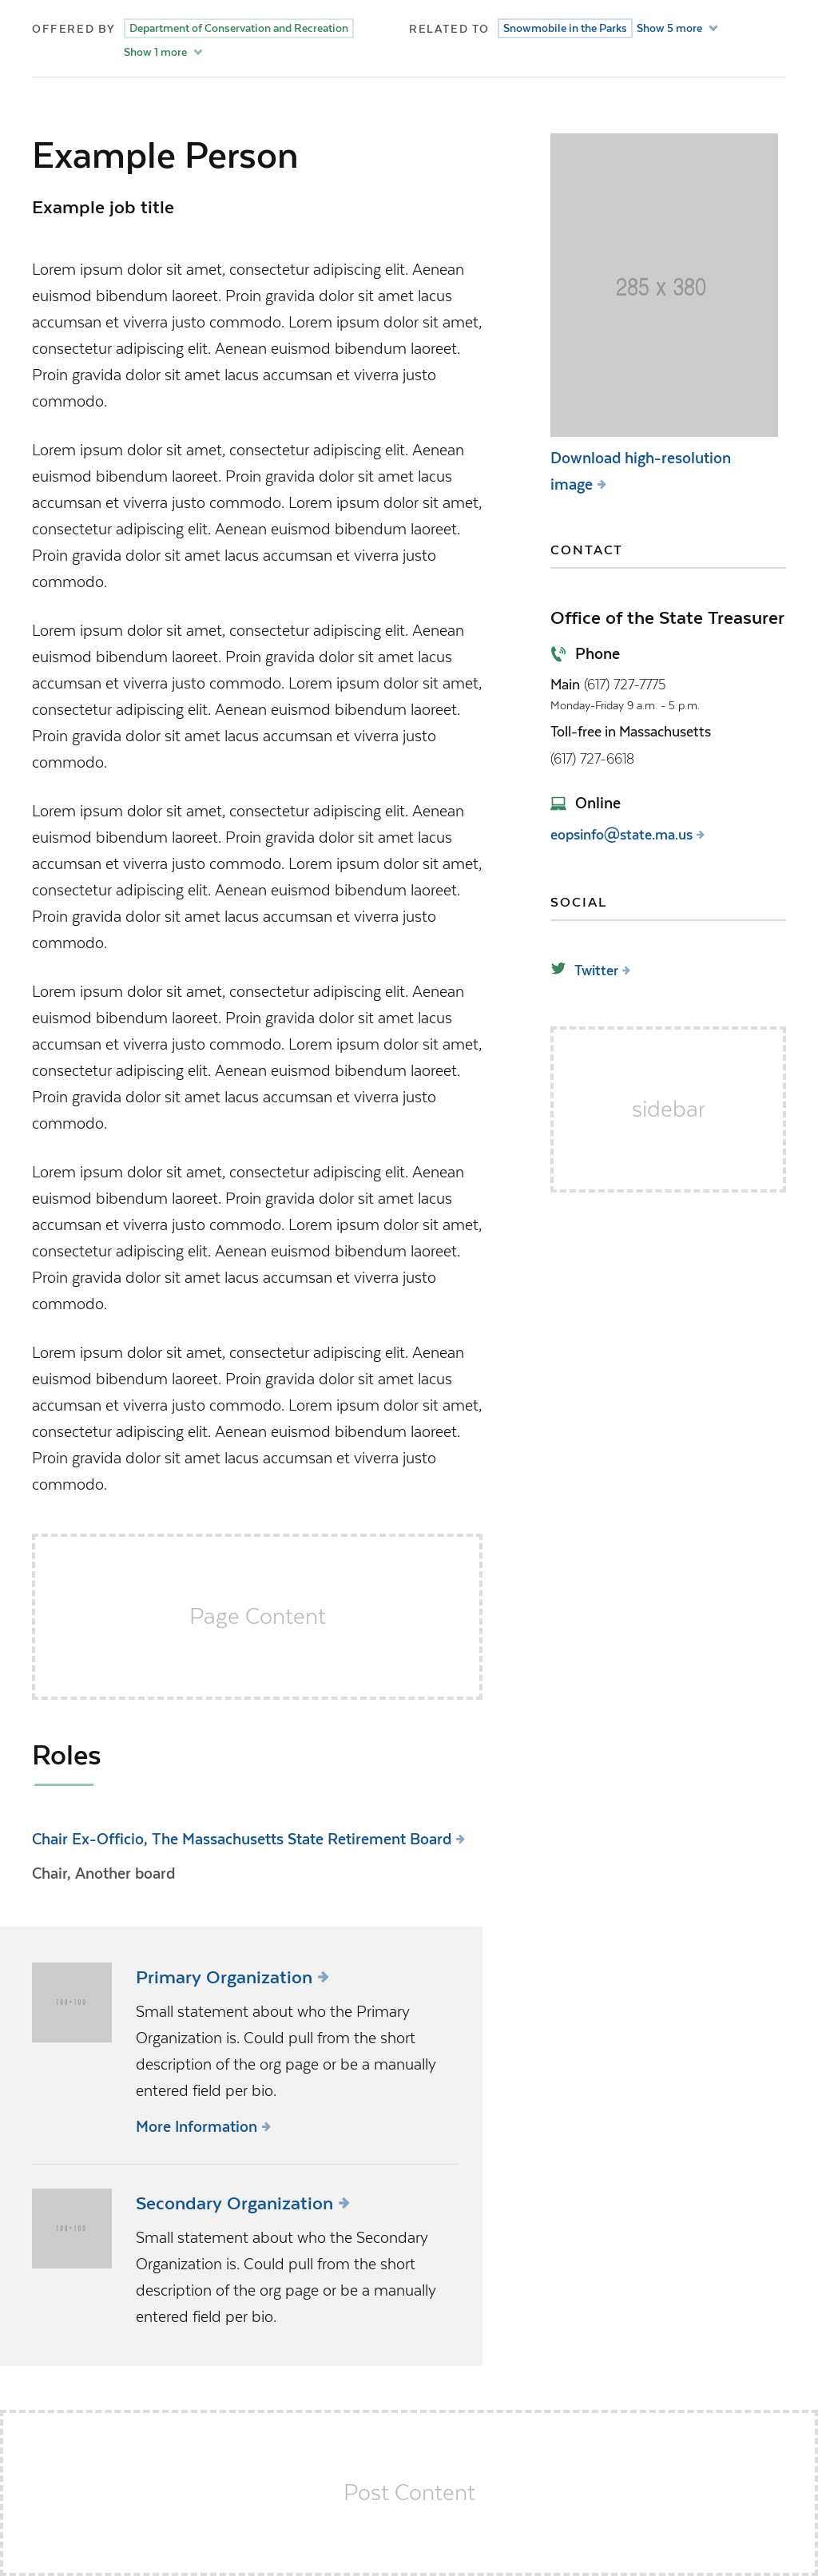 OFFERED BY Department of Conservation and Recreation
Show 1 more
RELATED TO Snowmobile in the Parks Show 5 more
Example Person
Example job title
Lorem ipsum dolor sit amet, consectetur adipiscing elit. Aenean
euismod bibendum laoreet. Proin gravida dolor sit amet lacus
accumsan et viverra justo commodo. Lorem ipsum dolor sit amet,
consectetur adipiscing elit. Aenean euismod bibendum laoreet.
Proin gravida dolor sit amet lacus accumsan et viverra justo
commodo.
Lorem ipsum dolor sit amet, consectetur adipiscing elit. Aenean
euismod bibendum laoreet. Proin gravida dolor sit amet lacus
accumsan et viverra justo commodo. Lorem ipsum dolor sit amet,
consectetur adipiscing elit. Aenean euismod bibendum laoreet.
Proin gravida dolor sit amet lacus accumsan et viverra justo
commodo.
Lorem ipsum dolor sit amet, consectetur adipiscing elit. Aenean
euismod bibendum laoreet. Proin gravida dolor sit amet lacus
accumsan et viverra justo commodo. Lorem ipsum dolor sit amet,
consectetur adipiscing elit. Aenean euismod bibendum laoreet.
Proin gravida dolor sit amet lacus accumsan et viverra justo
commodo.
Lorem ipsum dolor sit amet, consectetur adipiscing elit. Aenean
euismod bibendum laoreet. Proin gravida dolor sit amet lacus
accumsan et viverra justo commodo. Lorem ipsum dolor sit amet,
consectetur adipiscing elit. Aenean euismod bibendum laoreet.
Proin gravida dolor sit amet lacus accumsan et viverra justo
commodo.
Lorem ipsum dolor sit amet, consectetur adipiscing elit. Aenean
euismod bibendum laoreet. Proin gravida dolor sit amet lacus
accumsan et viverra justo commodo. Lorem ipsum dolor sit amet,
consectetur adipiscing elit. Aenean euismod bibendum laoreet.
Proin gravida dolor sit amet lacus accumsan et viverra justo
commodo.
Lorem ipsum dolor sit amet, consectetur adipiscing elit. Aenean
euismod bibendum laoreet. Proin gravida dolor sit amet lacus
accumsan et viverra justo commodo. Lorem ipsum dolor sit amet,
consectetur adipiscing elit. Aenean euismod bibendum laoreet.
Proin gravida dolor sit amet lacus accumsan et viverra justo
commodo.
Lorem ipsum dolor sit amet, consectetur adipiscing elit. Aenean
euismod bibendum laoreet. Proin gravida dolor sit amet lacus
accumsan et viverra justo commodo. Lorem ipsum dolor sit amet,
consectetur adipiscing elit. Aenean euismod bibendum laoreet.
Proin gravida dolor sit amet lacus accumsan et viverra justo
commodo.
Page Content
Roles
Chair Ex-Officio, The Massachusetts State Retirement Board
Chair, Another board
100×100
Primary Organization
Small statement about who the Primary
Organization is. Could pull from the short
description of the org page or be a manually
entered field per bio.
More Information
100×100
Secondary Organization
Small statement about who the Secondary
Organization is. Could pull from the short
description of the org page or be a manually
entered field per bio.
285 x 380
Download high-resolution
image
CONTACT
Office of the State Treasurer
Phone
Main (617) 727-7775
Monday-Friday 9 a.m. - 5 p.m.
Toll-free in Massachusetts
(617) 727-6618
Online
eopsinfo@state.ma.us
SOCIAL
Twitter
sidebar
Post Content